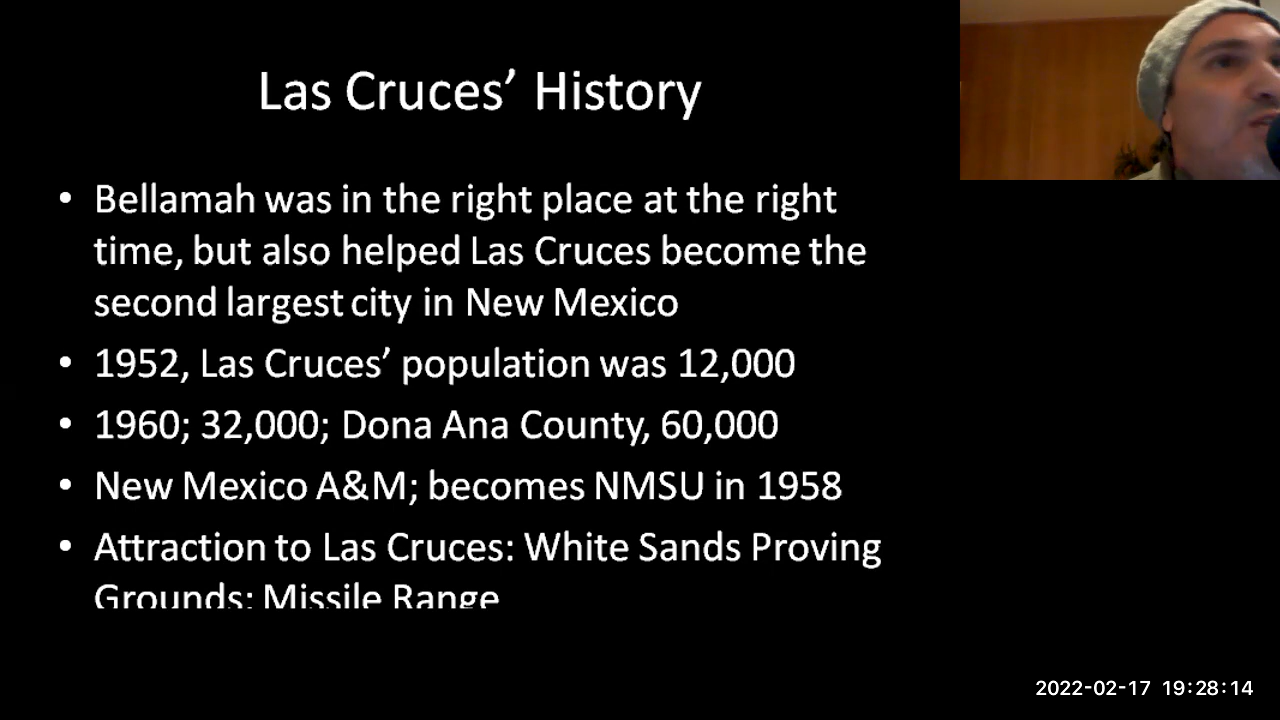 Las Cruces’ History
• Bellamah was in the right place at the right
time, but also helped Las Cruces become the
second largest city in New Mexico
• 1952, Las Cruces’ population was 12,000
• 1960; 32,000; Dona Ana County, 60,000
• New Mexico A&M; becomes NMSU in 1958
• Attraction to Las Cruces: White Sands Proving
Grounds; Missile Range
2022-02-17 19:28:14